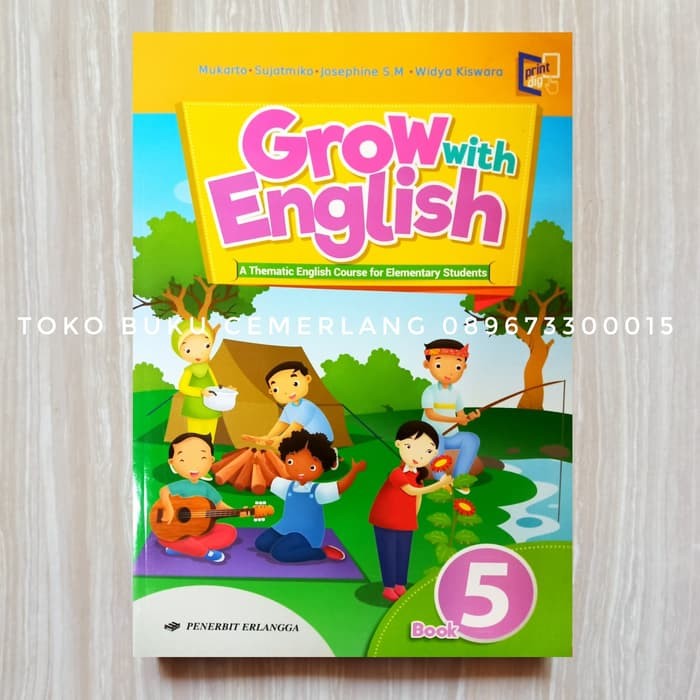 Mukarto • Sujatmiko • Josephine S M • Widya Kiswara
print
dig
Grow with
English
A Thematic English Course for Elementary Students
TOKO BUKU CEMERLANG 089673300015
Book 5
PENERBIT ERLANGGA